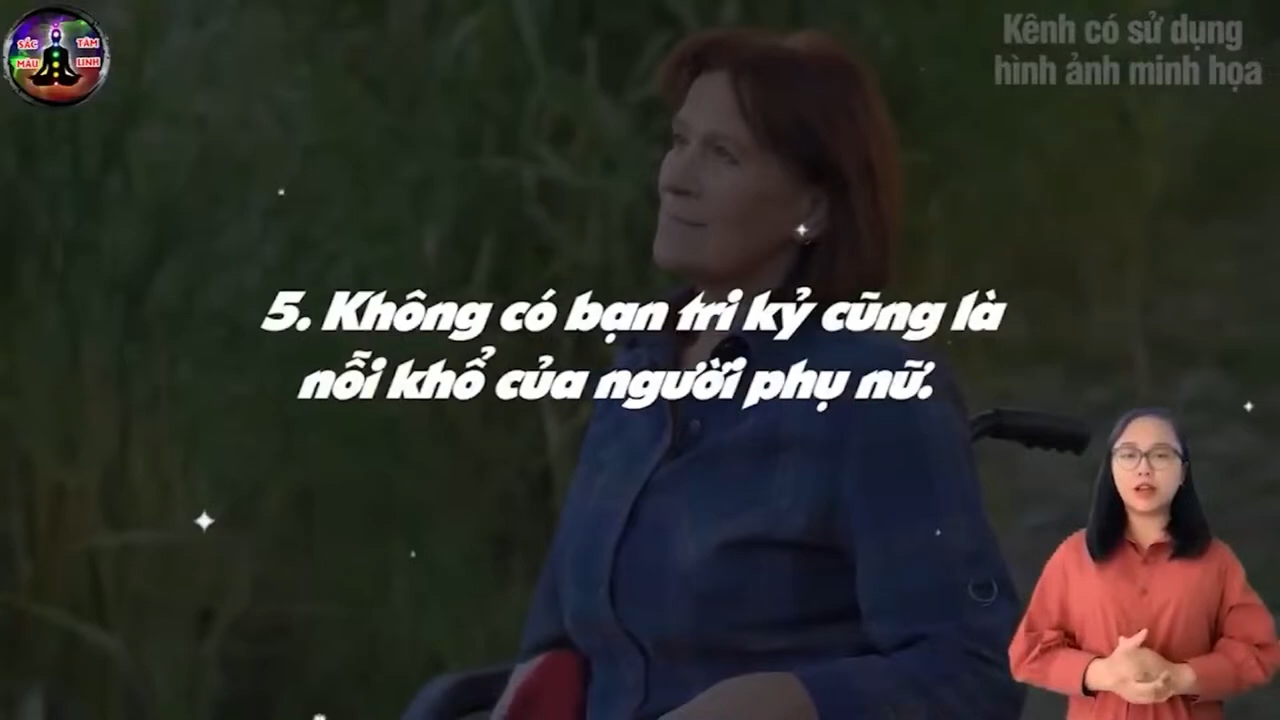 SẮC
MÀU
TÂM
LINH
Kênh có sử dụng
hình ảnh minh họa
5. Không có bạn tri kỷ cũng là
nỗi khổ của người phụ nữ.